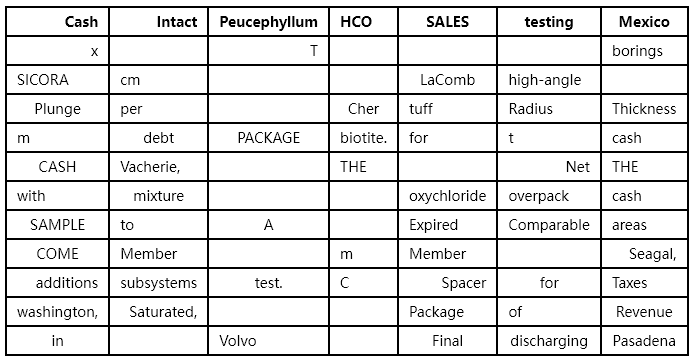 Cash Intact Peucephyllum HCO SALES testing Mexico
x T borings
SICORA cm LaComb high-angle
Plunge per Cher tuff Radius Thickness
m debt PACKAGE biotite. for t cash
CASH Vacherie, THE Net THE
with mixture oxychloride overpack cash
SAMPLE to A Expired Comparable areas
COME Member m Member Seagal,
additions subsystems test. C Spacer for Taxes
washington, Saturated, Package of Revenue
in Volvo Final discharging Pasadena